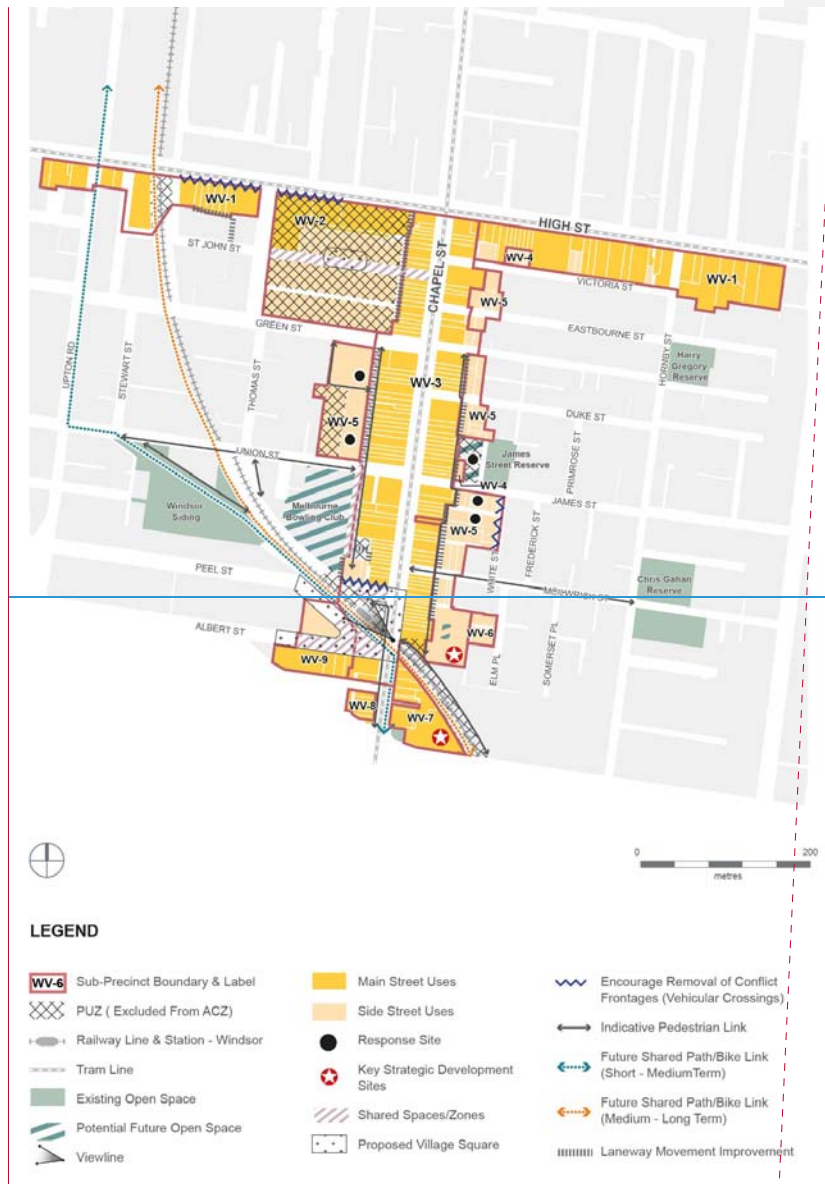 HIGH ST
WV-1
WV-2
ST JOHN ST
CHAPEL ST
WV-4
VICTORIA ST
WV-1
WV-5
GREEN ST
EASTBOURNE ST
HORNBY ST
Harry
Gregory
Reserve
UPTON RD
STEWART ST
THOMAS ST
WV-3
WV-5
WV-5
DUKE ST
PRIMROSE ST
UNION ST
James
Street Reserve
WV-4
JAMES ST
Windsor
Siding
Melbourne
Bowling Club
WV-5
FREDERICK ST
PEEL ST
WHITE ST
Chris Gahan
Reserve
ALBERT ST
WV-6
WV-9
ELM PL
SOMERSET PL
WV-8
WV-7
0
200
metres
LEGEND
WV-6 Sub-Precinct Boundary & Label
PUZ ( Excluded From ACZ)
Railway Line & Station - Windsor
Tram Line
Existing Open Space
Potential Future Open Space
Viewline
Main Street Uses
Side Street Uses
Response Site
Key Strategic Development
Sites
Shared Spaces/Zones
Proposed Village Square
Encourage Removal of Conflict
Frontages (Vehicular Crossings)
Indicative Pedestrian Link
Future Shared Path/Bike Link
(Short - MediumTerm)
Future Shared Path/Bike Link
(Medium - Long Term)
Laneway Movement Improvement